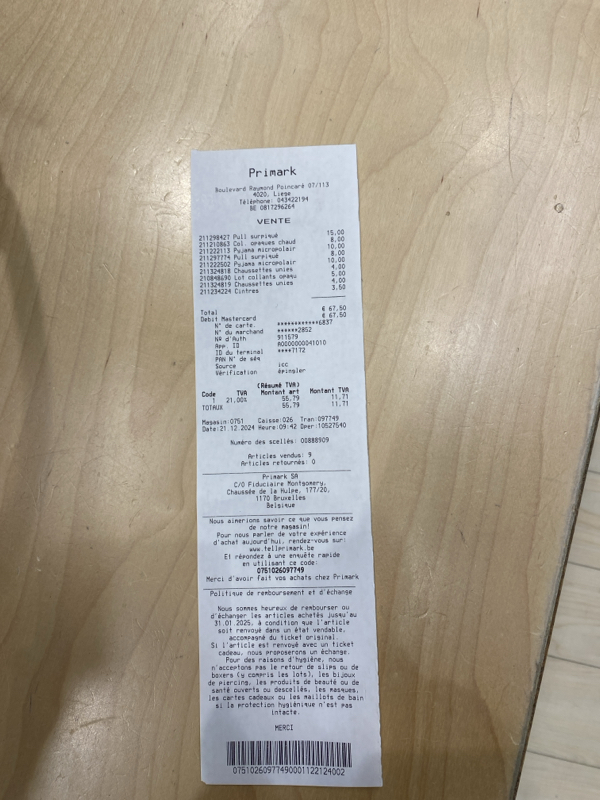 Primark
Boulevard Raymond Poincaré 07/113
4020, Liege
Téléphone: 043422194
BE 0817296264
VENTE
211298427 Pull surpiqué 15,00
211210863 Col. opaques chaud 8,00
211222113 Pyjama micropolair 10,00
211297774 Pull surpiqué 8,00
211222502 Pyjama micropolair 10,00
211324818 Chaussettes unies 4,00
210848690 Lot collants opaqu 5,00
211324819 Chaussettes unies 4,00
211234224 Cintres 3,50
Total € 67,50
Debit Mastercard € 67,50
N° de carte. ************6837
N° du marchand ******2852
Nº d'Auth 911579
App. ID A0000000041010
ID du terminal ****7172
PAN N° de séq
Source icc
Vérification épingler
(Résumé TVA)
Code TVA Montant art Montant TVA
1 21,00% 55,79 11,71
TOTAUX 55,79 11,71
Magasin:0751 Caisse:026 Tran:097749
Date:21.12.2024 Heure:09:42 Oper:10527540
Numéro des scellés: 00888909
Articles vendus: 9
Articles retournés: 0
Primark SA
C/O Fiduciaire Montgomery,
Chaussée de la Hulpe, 177/20,
1170 Bruxelles
Belgique
Nous aimerions savoir ce que vous pensez
de notre magasin!
Pour nous parler de votre expérience
d'achat aujourd'hui, rendez-vous sur:
www.tellprimark.be
Et répondez à une enquête rapide
en utilisant ce code:
0751026097749
Merci d'avoir fait vos achats chez Primark
Politique de remboursement et d'échange
Nous sommes heureux de rembourser ou
d'échanger les articles achetés jusqu'au
31.01.2025, à condition que l'article
soit renvoyé dans un état vendable,
accompagné du ticket original.
Si l'article est renvoyé avec un ticket
cadeau, nous proposerons un échange.
Pour des raisons d'hygiène, nous
n'acceptons pas le retour de slips ou de
boxers (y compris les lots), les bijoux
de piercing, les produits de beauté ou de
santé ouverts ou descellés, les masques,
les cartes cadeaux ou les maillots de bain
si la protection hygiénique n'est pas
intacte.
MERCI
07510260977490001122124002